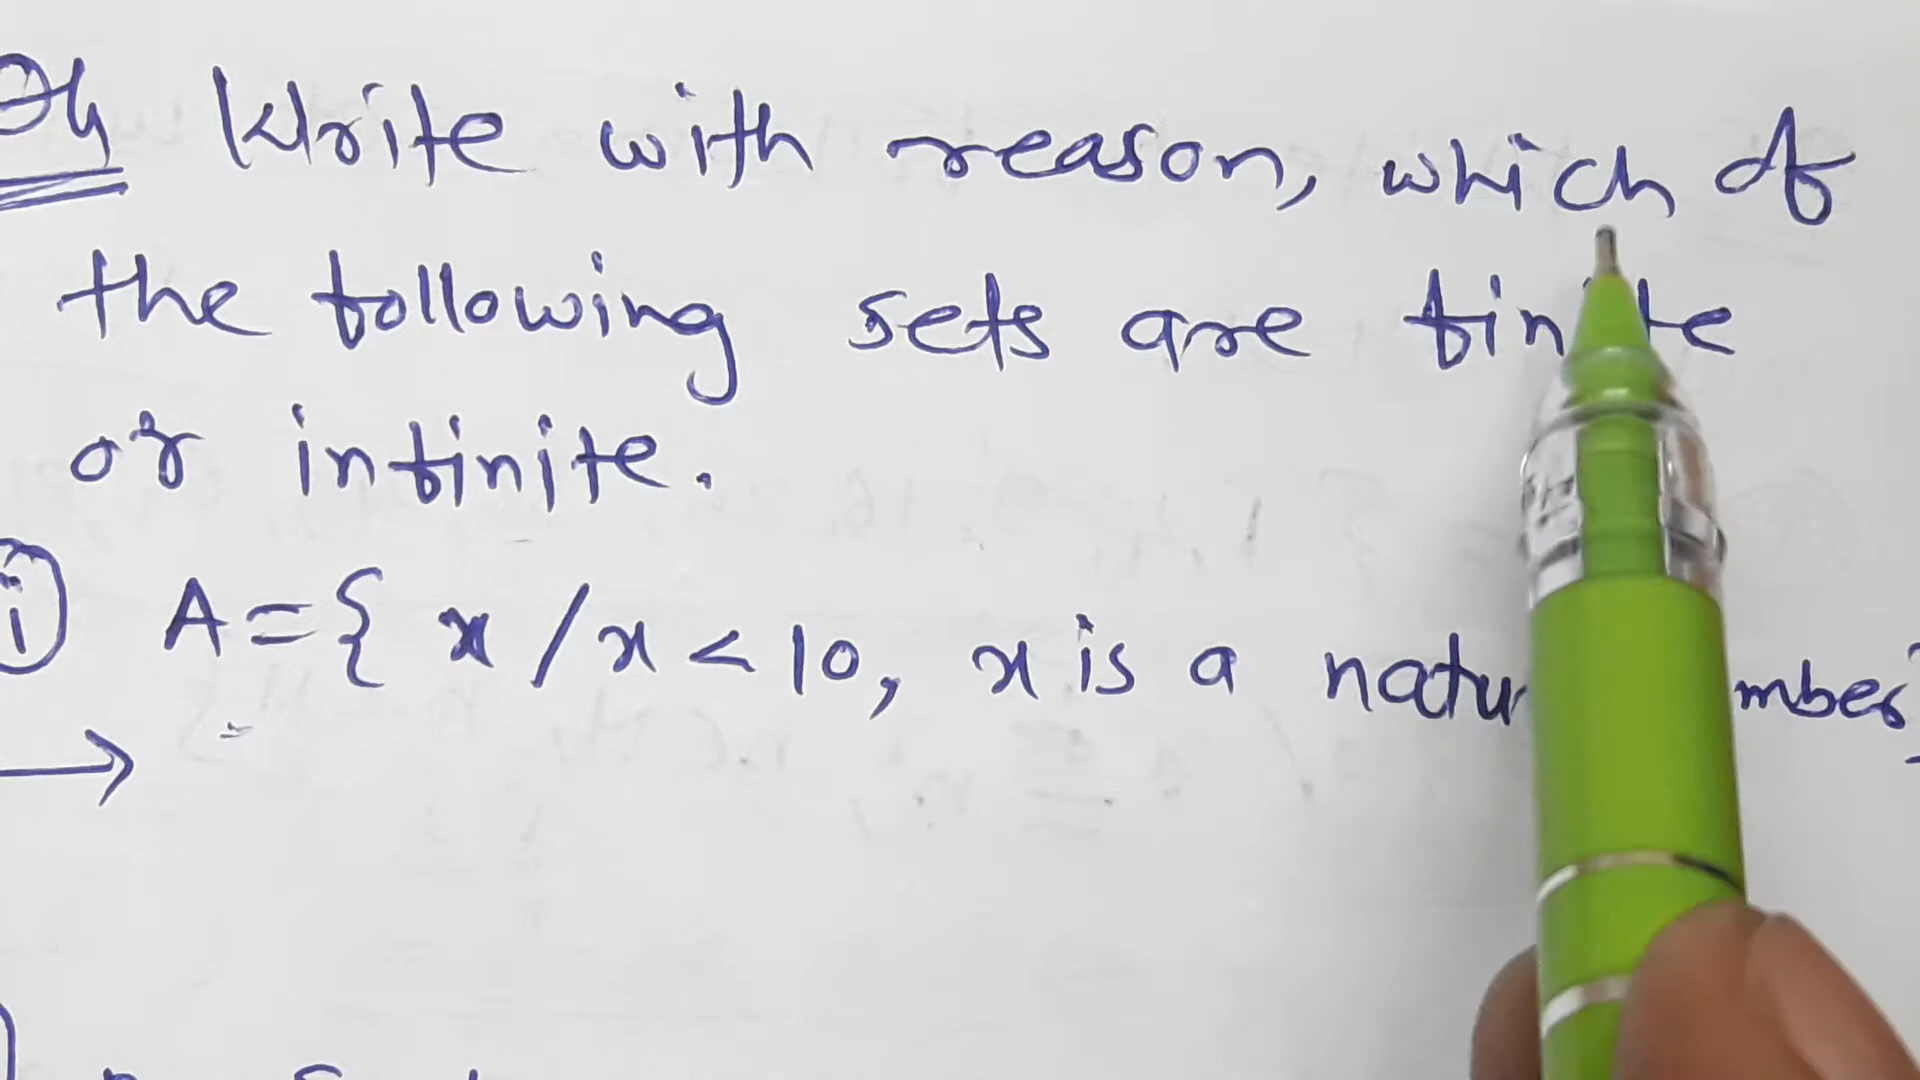 Write with reason, which of
the following sets are
or infinite.
(i) A = { x / x < 10, x is a
→